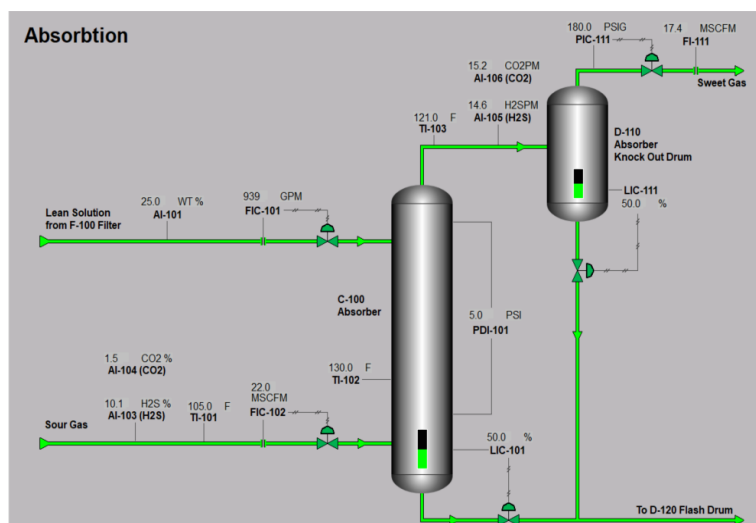 Absorbtion
180.0 PSIG
PIC-111
17.4 MSCFM
FI-111
Sweet Gas
15.2 CO2PM
AI-106 (CO2)
14.6 H2SPM
AI-105 (H2S)
121.0 F
TI-103
D-110
Absorber
Knock Out Drum
LIC-111
50.0 %
25.0 WT %
AI-101
939 GPM
FIC-101
Lean Solution
from F-100 Filter
C-100
Absorber
5.0 PSI
PDI-101
1.5 CO2 %
AI-104 (CO2)
130.0 F
TI-102
10.1 H2S %
AI-103 (H2S)
105.0 F
TI-101
22.0
MSCFM
FIC-102
Sour Gas
50.0 %
LIC-101
To D-120 Flash Drum